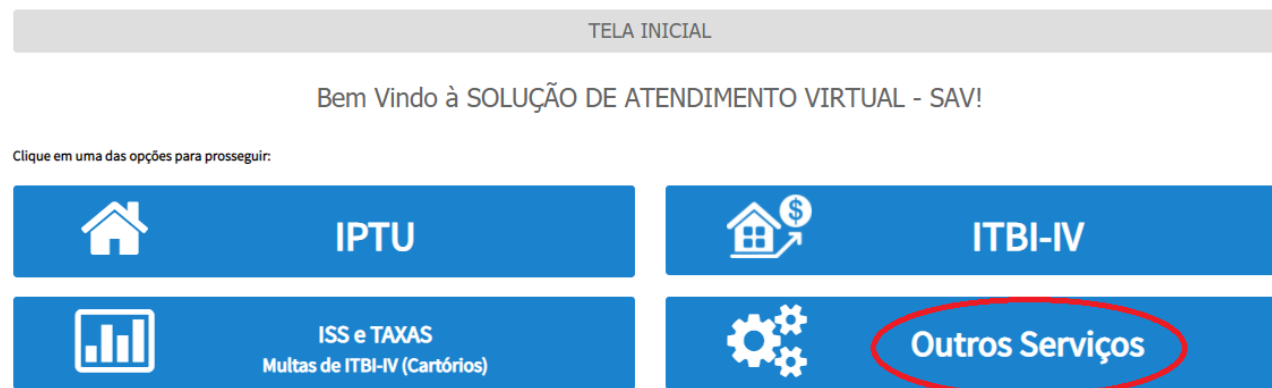 TELA INICIAL
Bem Vindo à SOLUÇÃO DE ATENDIMENTO VIRTUAL - SAV!
Clique em uma das opções para prosseguir:
IPTU
$
ITBI-IV
ISS e TAXAS
Multas de ITBI-IV (Cartórios)
Outros Serviços